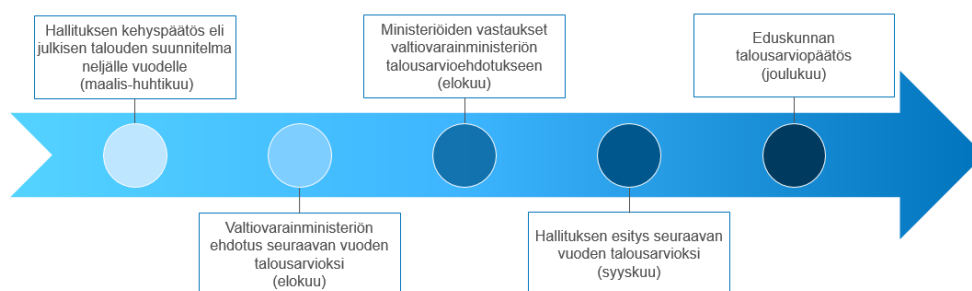 Hallituksen kehyspäätös eli
julkisen talouden suunnitelma
neljälle vuodelle
(maalis-huhtikuu)
Valtiovarainministeriön
ehdotus seuraavan vuoden
talousarvioksi
(elokuu)
Ministeriöiden vastaukset
valtiovarainministeriön
talousarvioehdotukseen
(elokuu)
Hallituksen esitys seuraavan
vuoden talousarvioksi
(syyskuu)
Eduskunnan
talousarviopäätös
(joulukuu)